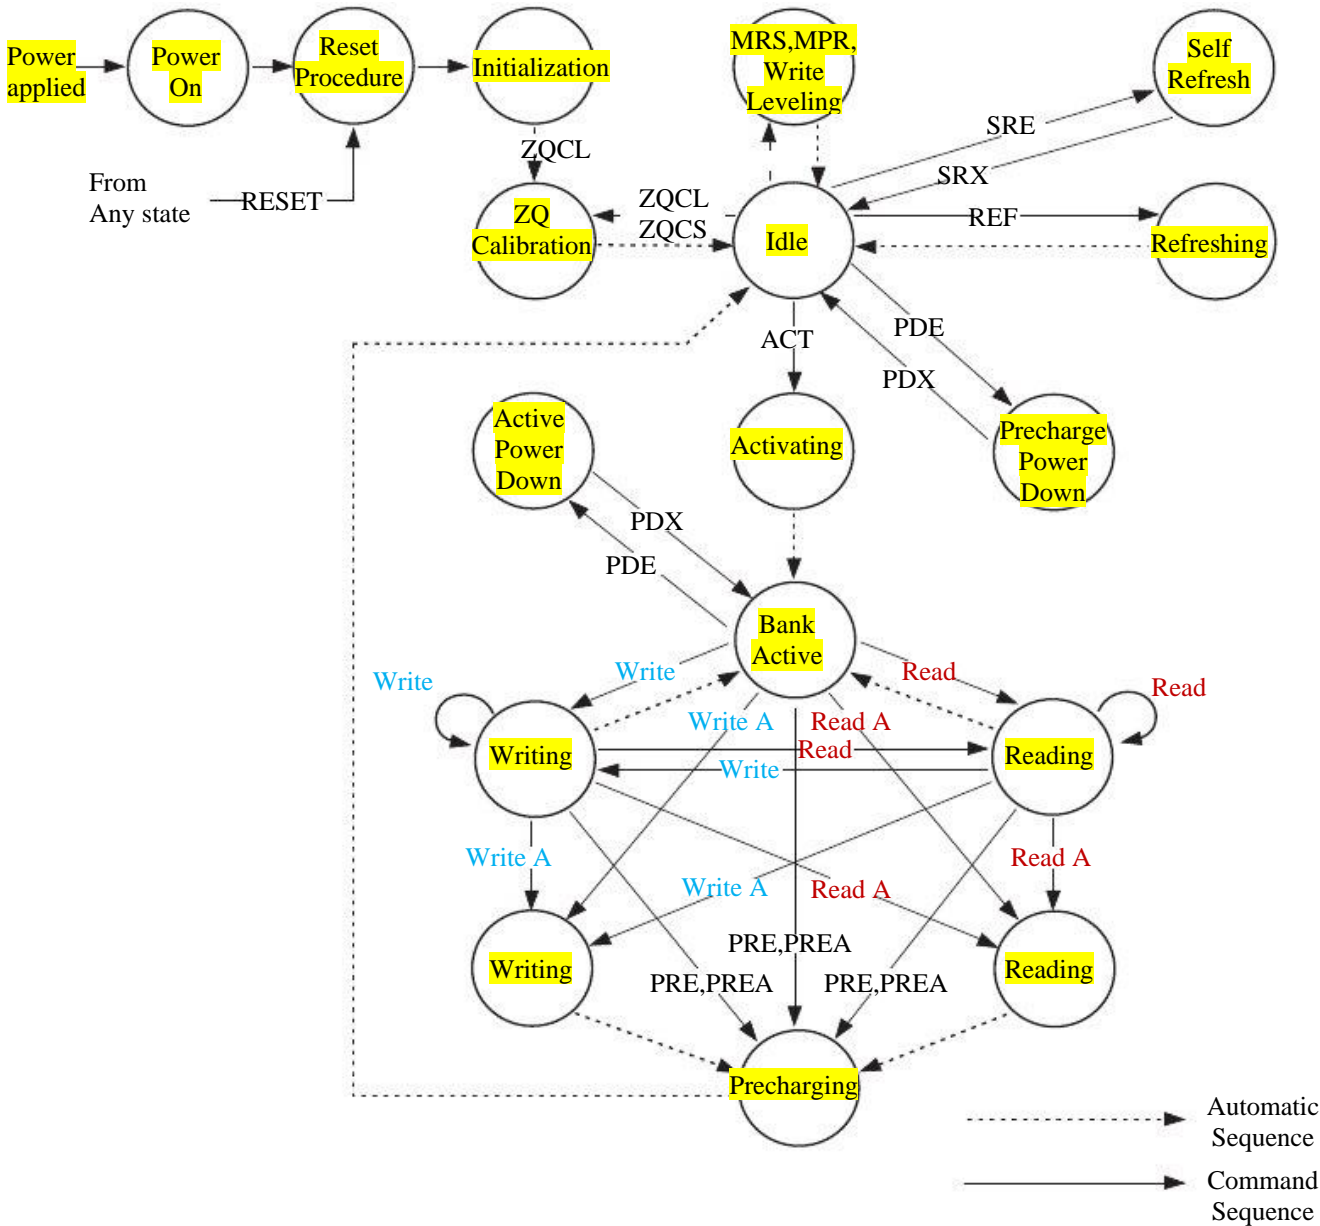 Power
applied
Power
On
Reset
Procedure
Initialization
MRS,MPR,
Write
Leveling
Self
Refresh
ZQCL
SRE
SRX
From
Any state
RESET
ZQ
Calibration
ZQCL
ZQCS
Idle
REF
Refreshing
ACT
PDE
PDX
Active
Power
Down
Activating
Precharge
Power
Down
PDX
PDE
Bank
Active
Write
Write
Read
Read
Write A
Read A
Writing
Read
Write
Reading
Write A
Write A
Read A
Read A
Writing
PRE,PREA
PRE,PREA
PRE,PREA
Reading
Precharging
Automatic
Sequence
Command
Sequence